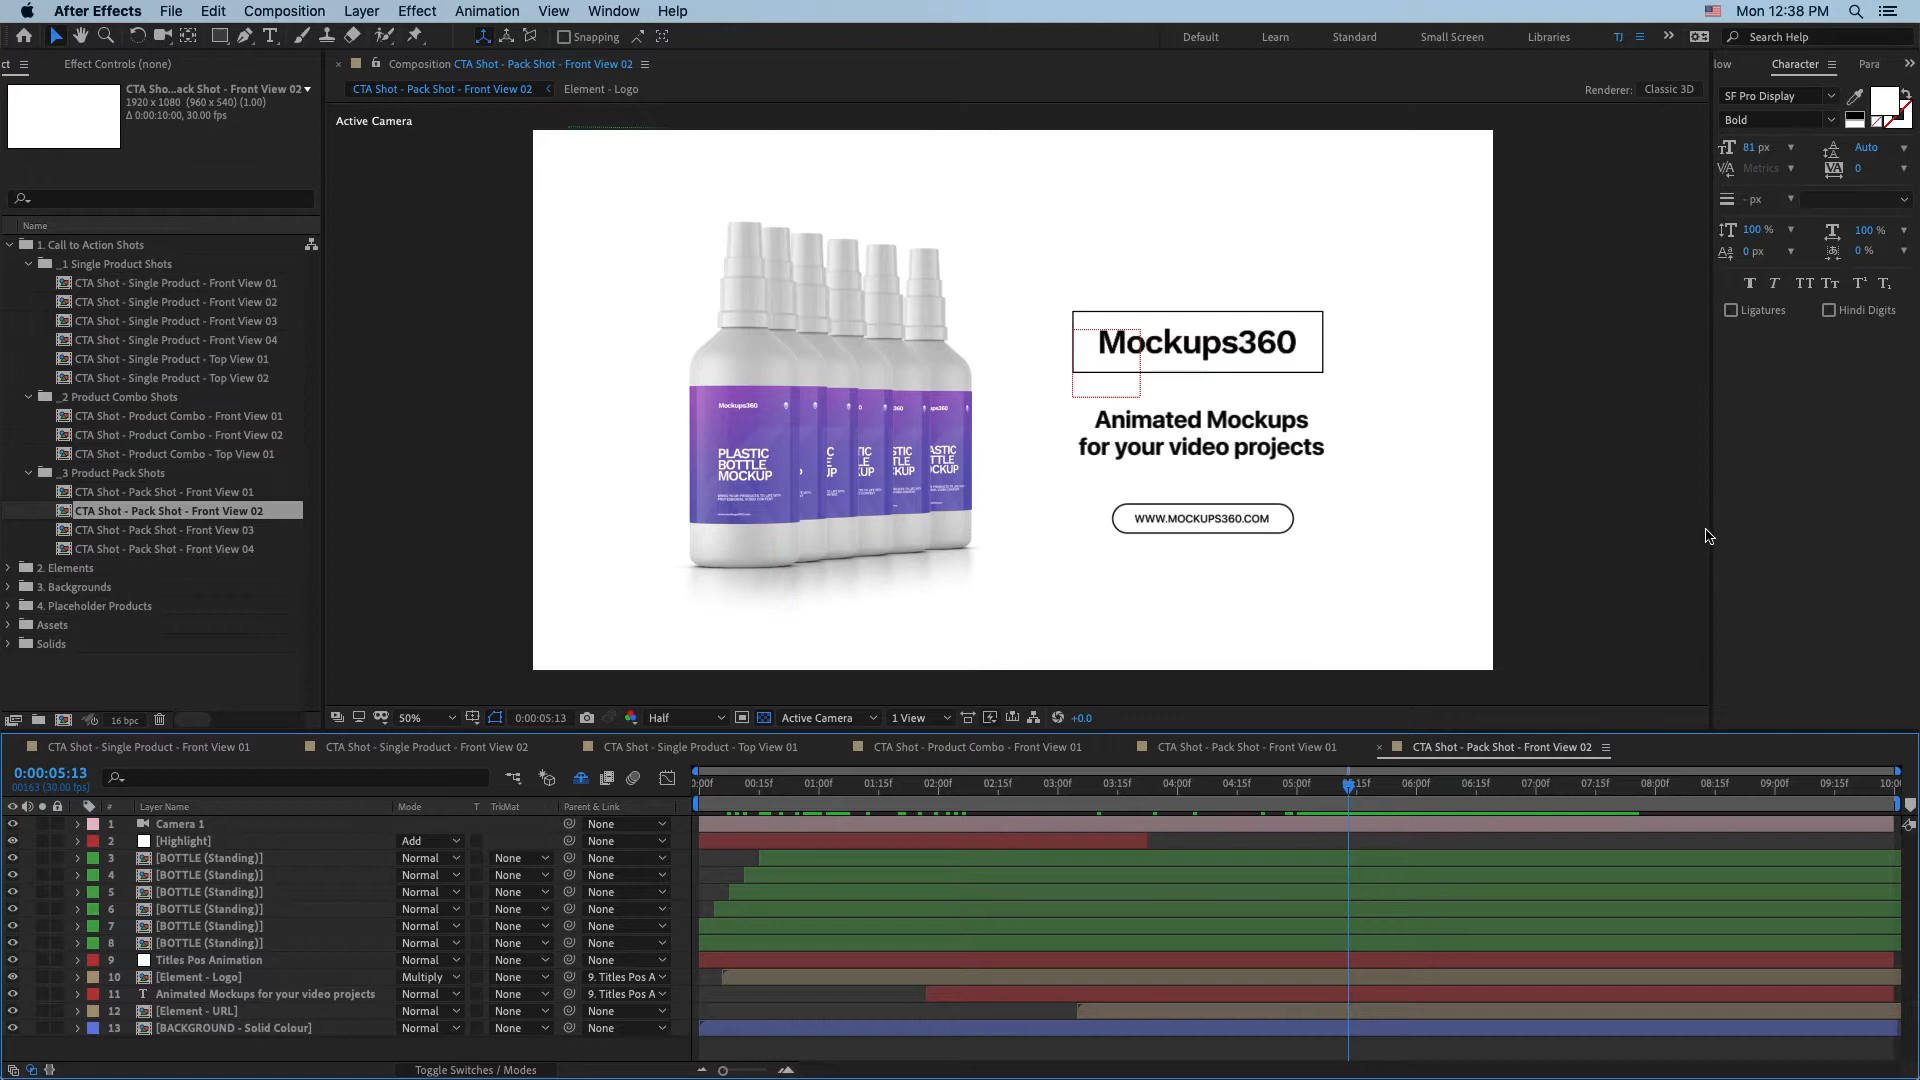 After Effects File Edit Composition Layer Effect Animation View Window Help Mon 12:38 PM
Snapping Default Learn Standard Small Screen Libraries TJ Search Help
ct Effect Controls (none)
CTA Sho...ack Shot - Front View 02
1920 x 1080 (960 x 540) (1.00)
Δ 0:00:10:00, 30.00 fps
Name
1. Call to Action Shots
_1 Single Product Shots
CTA Shot - Single Product - Front View 01
CTA Shot - Single Product - Front View 02
CTA Shot - Single Product - Front View 03
CTA Shot - Single Product - Front View 04
CTA Shot - Single Product - Top View 01
CTA Shot - Single Product - Top View 02
_2 Product Combo Shots
CTA Shot - Product Combo - Front View 01
CTA Shot - Product Combo - Front View 02
CTA Shot - Product Combo - Top View 01
_3 Product Pack Shots
CTA Shot - Pack Shot - Front View 01
CTA Shot - Pack Shot - Front View 02
CTA Shot - Pack Shot - Front View 03
CTA Shot - Pack Shot - Front View 04
2. Elements
3. Backgrounds
4. Placeholder Products
Assets
Solids
16 bpc
Composition CTA Shot - Pack Shot - Front View 02
CTA Shot - Pack Shot - Front View 02 Element - Logo
Renderer: Classic 3D
Active Camera
Mockups360
PLASTIC
BOTTLE
MOCKUP
Mockups360
Animated Mockups
for your video projects
WWW.MOCKUPS360.COM
50% 0:00:05:13 Half Active Camera 1 View +0.0
low Character Para
SF Pro Display
Bold
81 px Auto
Metrics 0
- px
100 % 100 %
0 px 0 %
T T TT Tт T¹ T₁
Ligatures Hindi Digits
CTA Shot - Single Product - Front View 01 CTA Shot - Single Product - Front View 02 CTA Shot - Single Product - Top View 01 CTA Shot - Product Combo - Front View 01 CTA Shot - Pack Shot - Front View 01 CTA Shot - Pack Shot - Front View 02
0:00:05:13
00163 (30.00 fps)
:00f 00:15f 01:00f 01:15f 02:00f 02:15f 03:00f 03:15f 04:00f 04:15f 05:00f 15f 06:00f 06:15f 07:00f 07:15f 08:00f 08:15f 09:00f 09:15f 10:00
# Layer Name Mode T TrkMat Parent & Link
1 Camera 1 None
2 [Highlight] Add None
3 [BOTTLE (Standing)] Normal None None
4 [BOTTLE (Standing)] Normal None None
5 [BOTTLE (Standing)] Normal None None
6 [BOTTLE (Standing)] Normal None None
7 [BOTTLE (Standing)] Normal None None
8 [BOTTLE (Standing)] Normal None None
9 Titles Pos Animation Normal None None
10 [Element - Logo] Multiply None 9. Titles Pos A
11 T Animated Mockups for your video projects Normal None 9. Titles Pos A
12 [Element - URL] Normal None None
13 [BACKGROUND - Solid Colour] Normal None None
Toggle Switches / Modes